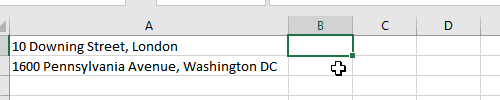 A B C D
10 Downing Street, London
1600 Pennsylvania Avenue, Washington DC